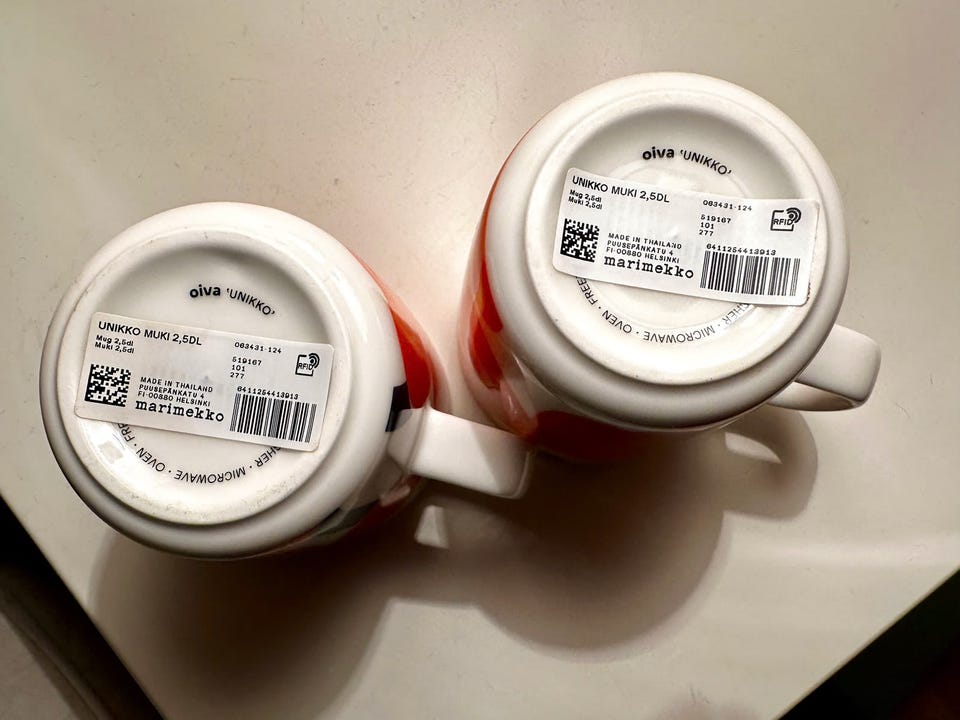 oiva ‘UNIKKO’
UNIKKO MUKI 2,5DL
Mug 2,5dl
Muki 2,5dl
063431-124
519167
101
277
RFID
MADE IN THAILAND
PUUSEPÄNKATU 4
FI-00880 HELSINKI
marimekko
6411254413913
MICROWAVE · OVEN ·
oiva ‘UNIKKO’
UNIKKO MUKI 2,5DL
Mug 2,5dl
Muki 2,5dl
063431-124
519167
101
277
RFID
MADE IN THAILAND
PUUSEPÄNKATU 4
FI-00880 HELSINKI
marimekko
6411254413913
MICROWAVE · OVEN ·